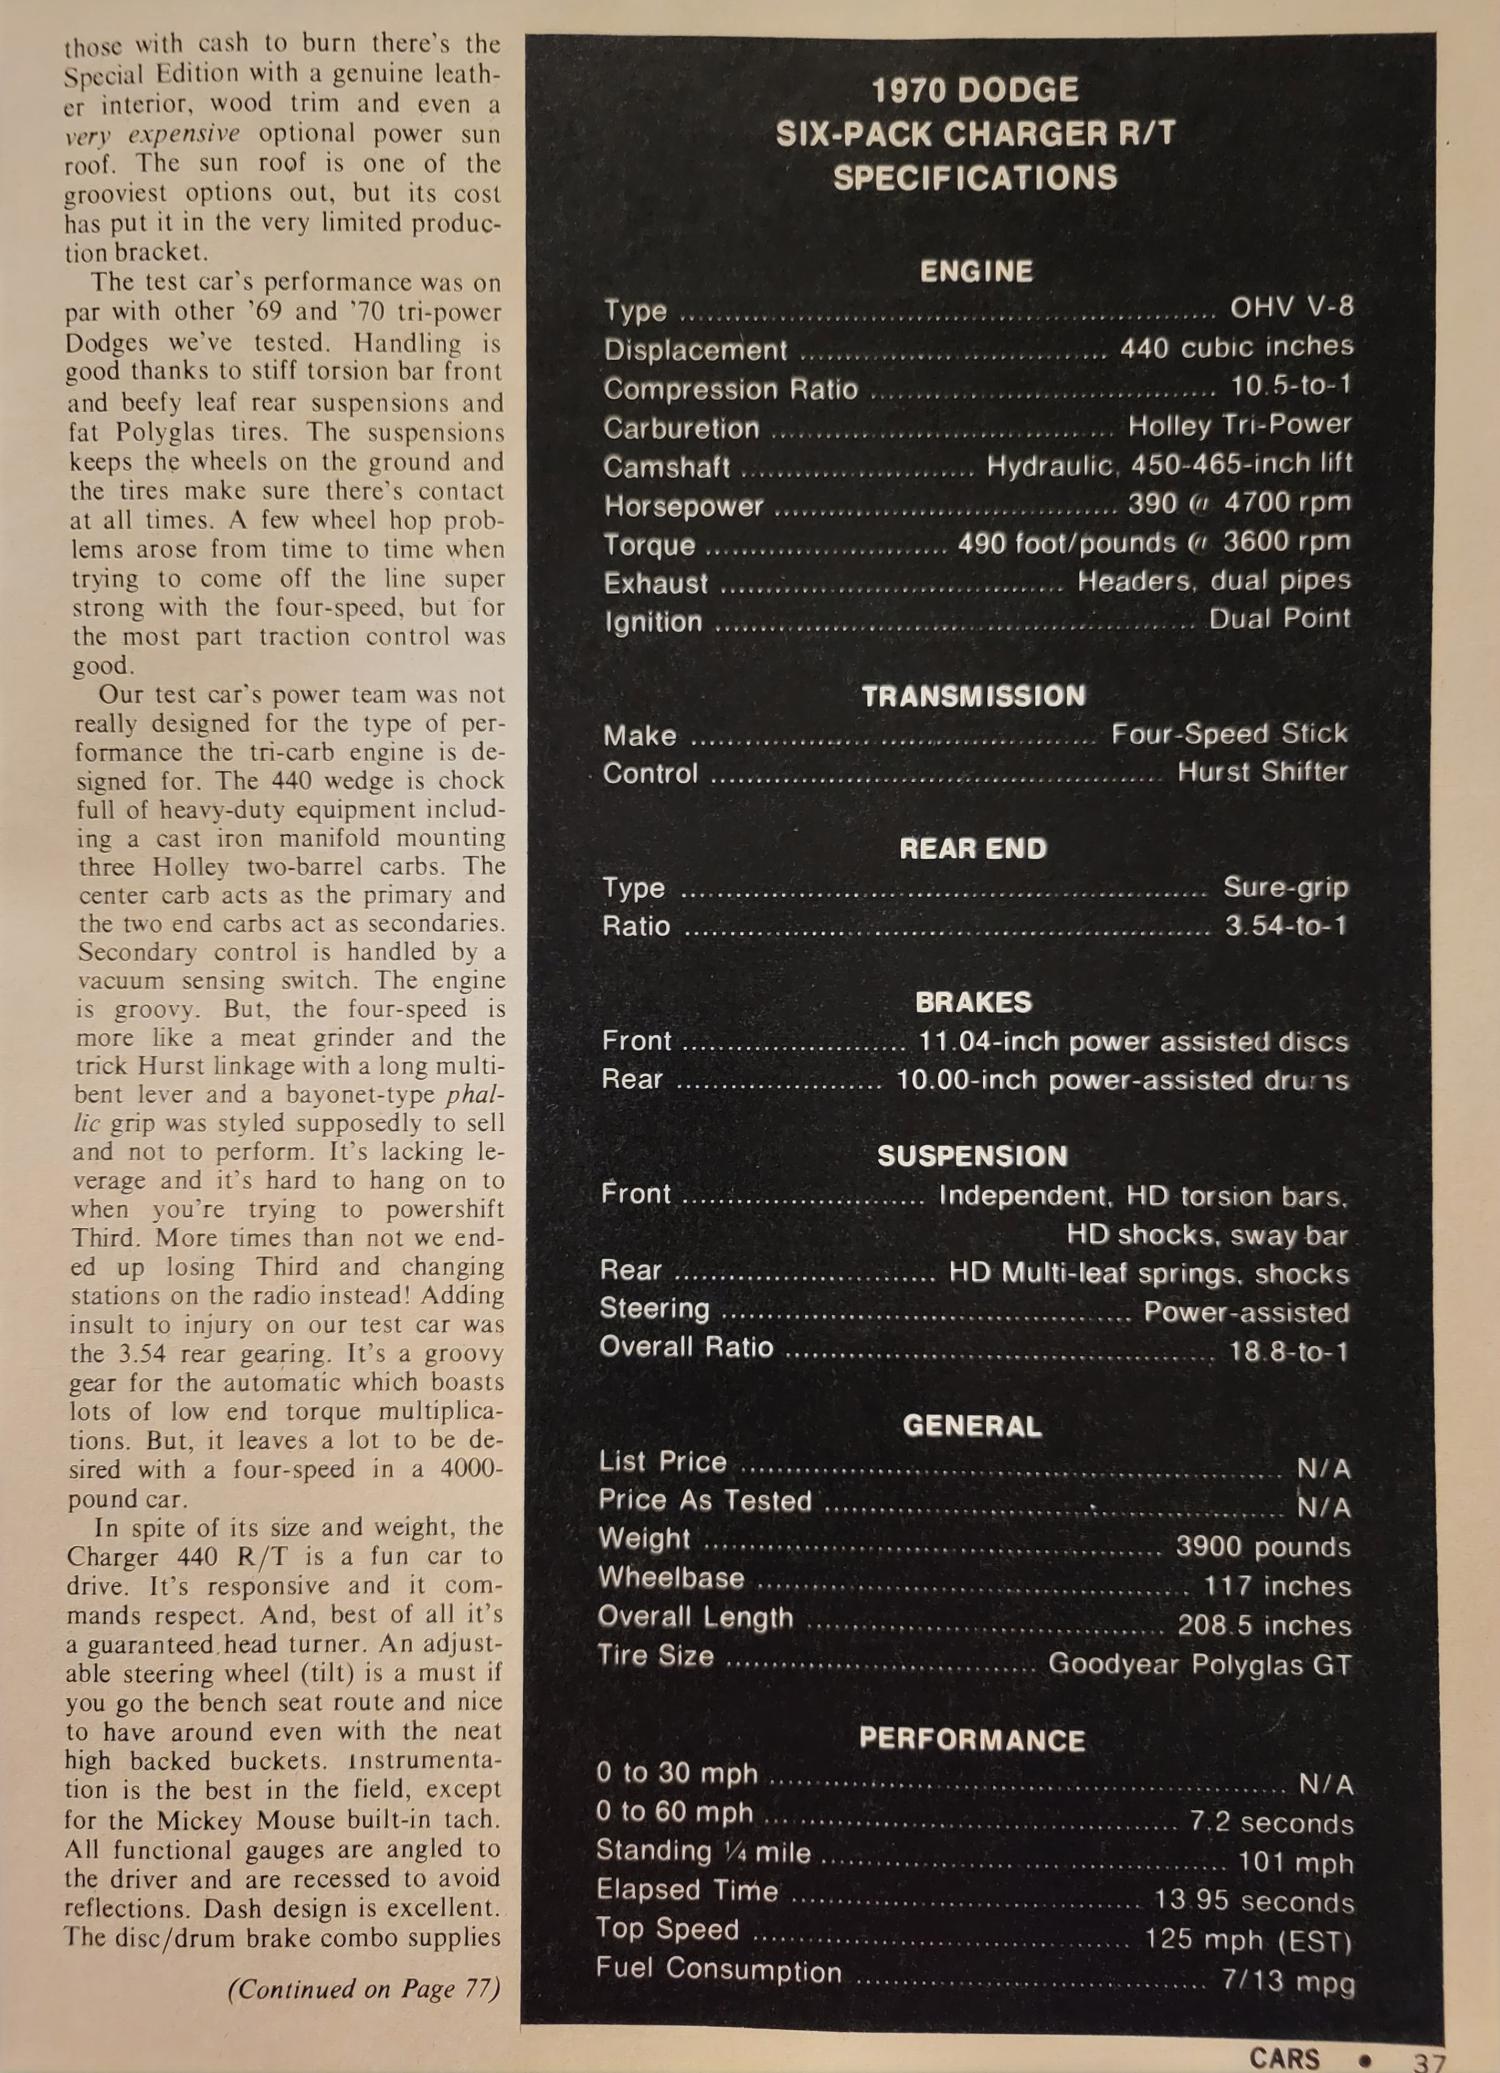 those with cash to burn there's the
Special Edition with a genuine leath-
er interior, wood trim and even a
very expensive optional power sun
roof. The sun roof is one of the
grooviest options out, but its cost
has put it in the very limited produc-
tion bracket.
The test car's performance was on
par with other '69 and '70 tri-power
Dodges we've tested. Handling is
good thanks to stiff torsion bar front
and beefy leaf rear suspensions and
fat Polyglas tires. The suspensions
keeps the wheels on the ground and
the tires make sure there's contact
at all times. A few wheel hop prob-
lems arose from time to time when
trying to come off the line super
strong with the four-speed, but for
the most part traction control was
good.
Our test car's power team was not
really designed for the type of per-
formance the tri-carb engine is de-
signed for. The 440 wedge is chock
full of heavy-duty equipment includ-
ing a cast iron manifold mounting
three Holley two-barrel carbs. The
center carb acts as the primary and
the two end carbs act as secondaries.
Secondary control is handled by a
vacuum sensing switch. The engine
is groovy. But, the four-speed is
more like a meat grinder and the
trick Hurst linkage with a long multi-
bent lever and a bayonet-type phal-
lic grip was styled supposedly to sell
and not to perform. It's lacking le-
verage and it's hard to hang on to
when you're trying to powershift
Third. More times than not we end-
ed up losing Third and changing
stations on the radio instead! Adding
insult to injury on our test car was
the 3.54 rear gearing. It's a groovy
gear for the automatic which boasts
lots of low end torque multiplica-
tions. But, it leaves a lot to be de-
sired with a four-speed in a 4000-
pound car.
In spite of its size and weight, the
Charger 440 R/T is a fun car to
drive. It's responsive and it com-
mands respect. And, best of all it's
a guaranteed head turner. An adjust-
able steering wheel (tilt) is a must if
you go the bench seat route and nice
to have around even with the neat
high backed buckets. Instrumenta-
tion is the best in the field, except
for the Mickey Mouse built-in tach.
All functional gauges are angled to
the driver and are recessed to avoid
reflections. Dash design is excellent.
The disc/drum brake combo supplies
(Continued on Page 77)
1970 DODGE
SIX-PACK CHARGER R/T
SPECIFICATIONS
ENGINE
Type ........ OHV V-8
Displacement ........ 440 cubic inches
Compression Ratio ........ 10.5-to-1
Carburetion ........ Holley Tri-Power
Camshaft ........ Hydraulic, 450-465-inch lift
Horsepower ........ 390 @ 4700 rpm
Torque ........ 490 foot/pounds @ 3600 rpm
Exhaust ........ Headers, dual pipes
Ignition ........ Dual Point
TRANSMISSION
Make ........ Four-Speed Stick
Control ........ Hurst Shifter
REAR END
Type ........ Sure-grip
Ratio ........ 3.54-to-1
BRAKES
Front ........ 11.04-inch power assisted discs
Rear ........ 10.00-inch power-assisted drums
SUSPENSION
Front ........ Independent, HD torsion bars,
HD shocks, sway bar
Rear ........ HD Multi-leaf springs, shocks
Steering ........ Power-assisted
Overall Ratio ........ 18.8-to-1
GENERAL
List Price ........ N/A
Price As Tested ........ N/A
Weight ........ 3900 pounds
Wheelbase ........ 117 inches
Overall Length ........ 208.5 inches
Tire Size ........ Goodyear Polyglas GT
PERFORMANCE
0 to 30 mph ........ N/A
0 to 60 mph ........ 7.2 seconds
Standing ¼ mile ........ 101 mph
Elapsed Time ........ 13.95 seconds
Top Speed ........ 125 mph (EST)
Fuel Consumption ........ 7/13 mpg
CARS • 37